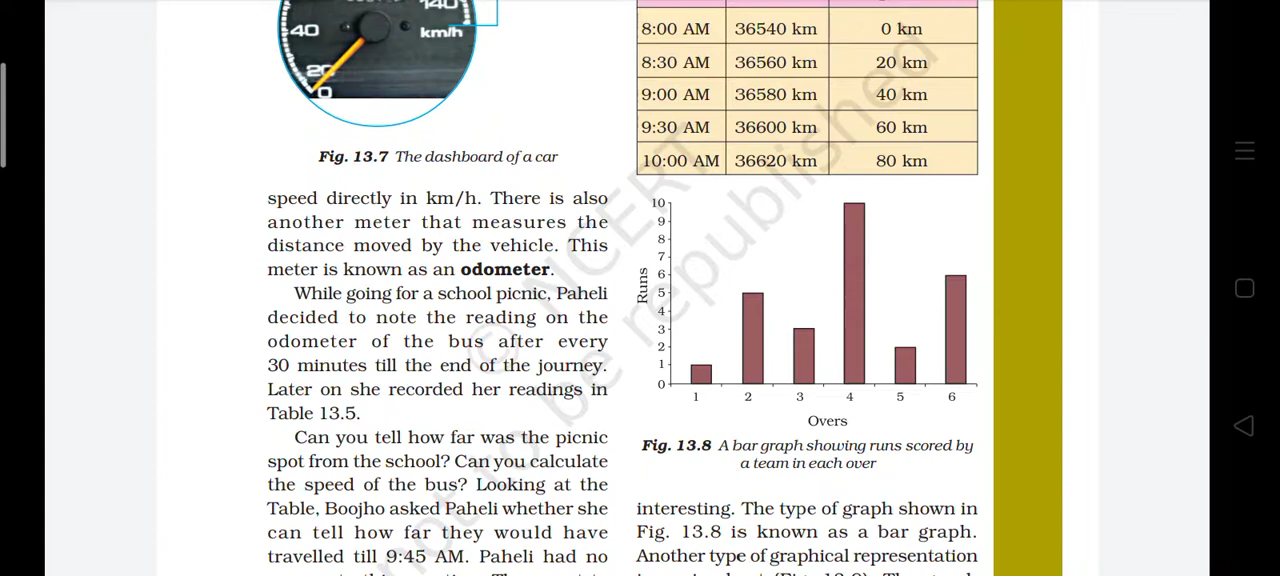 140
40
km/h
20
0
Fig. 13.7 The dashboard of a car
speed directly in km/h. There is also
another meter that measures the
distance moved by the vehicle. This
meter is known as an odometer.
While going for a school picnic, Paheli
decided to note the reading on the
odometer of the bus after every
30 minutes till the end of the journey.
Later on she recorded her readings in
Table 13.5.
Can you tell how far was the picnic
spot from the school? Can you calculate
the speed of the bus? Looking at the
Table, Boojho asked Paheli whether she
can tell how far they would have
travelled till 9:45 AM. Paheli had no
8:00 AM 36540 km 0 km
8:30 AM 36560 km 20 km
9:00 AM 36580 km 40 km
9:30 AM 36600 km 60 km
10:00 AM 36620 km 80 km
10
9
8
7
6
5
4
3
2
1
0
Runs
1 2 3 4 5 6
Overs
Fig. 13.8 A bar graph showing runs scored by
a team in each over
interesting. The type of graph shown in
Fig. 13.8 is known as a bar graph.
Another type of graphical representation
© NCERT
not to be republished